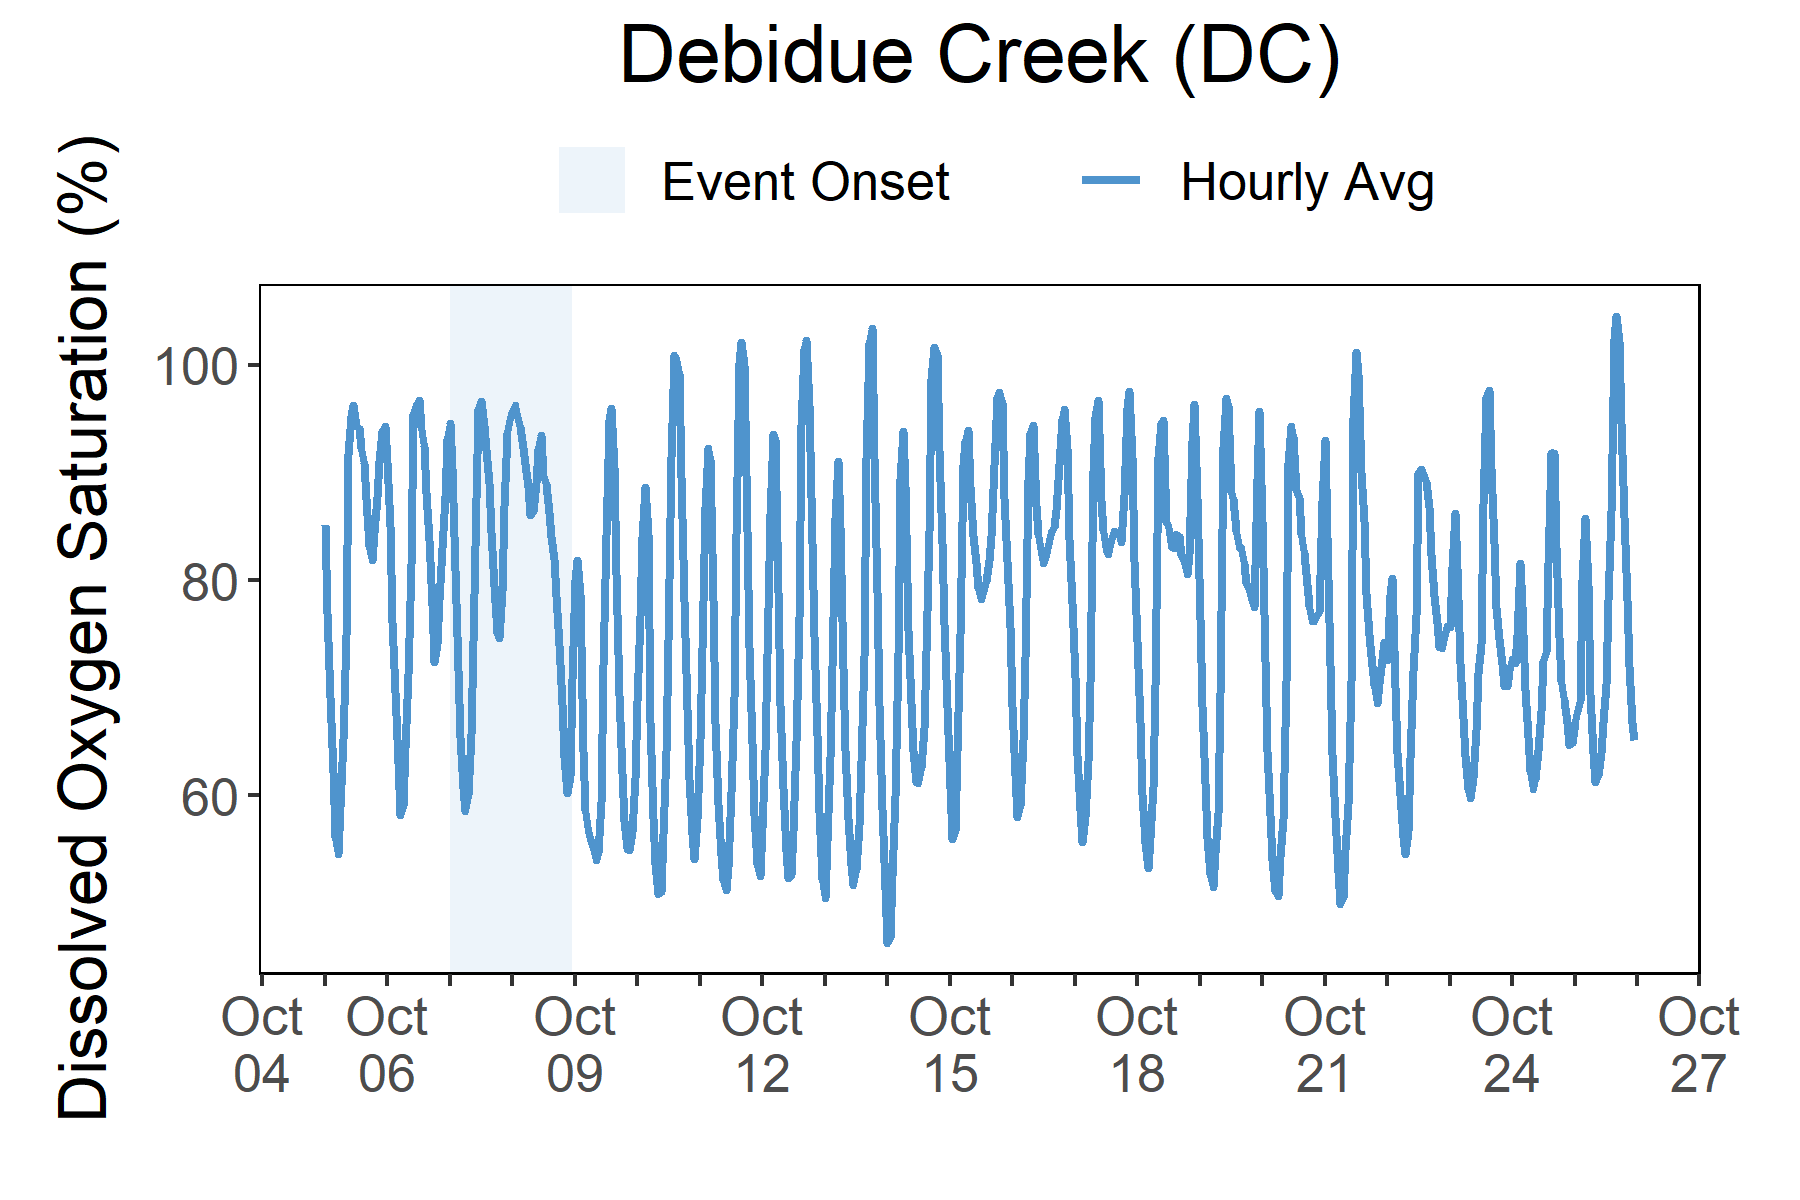 Debidue Creek (DC)
Event Onset
Hourly Avg
Dissolved Oxygen Saturation (%)
100
80
60
Oct 04
Oct 06
Oct 09
Oct 12
Oct 15
Oct 18
Oct 21
Oct 24
Oct 27